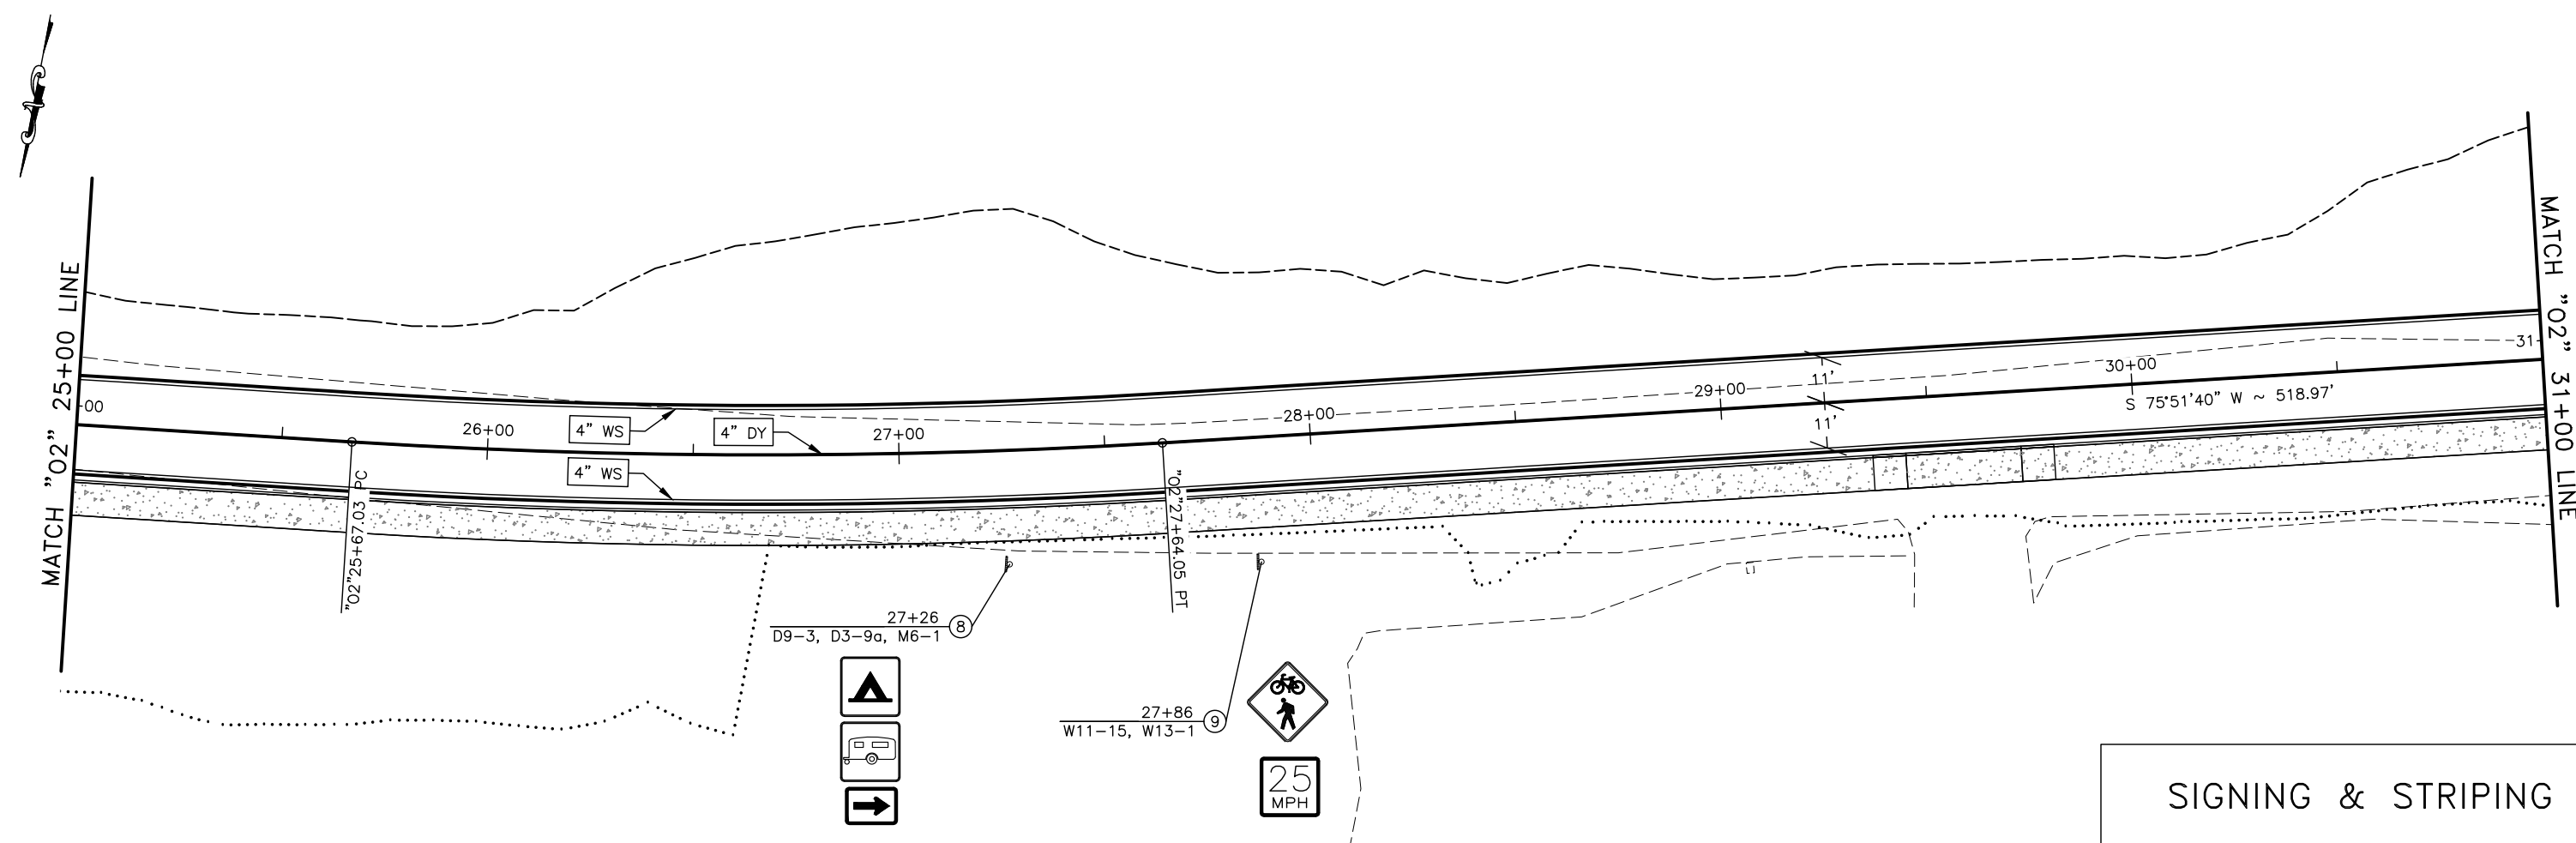 MATCH "O2" 25+00 LINE
+00
"O2"25+67.03 PC
26+00
4" WS
4" DY
4" WS
27+00
"O2"27+64.05 PT
28+00
29+00
11'
11'
30+00
S 75°51'40" W ~ 518.97'
31
MATCH "O2" 31+00 LINE
27+26
8
D9-3, D3-9a, M6-1
27+86
9
W11-15, W13-1
25
MPH
SIGNING & STRIPING